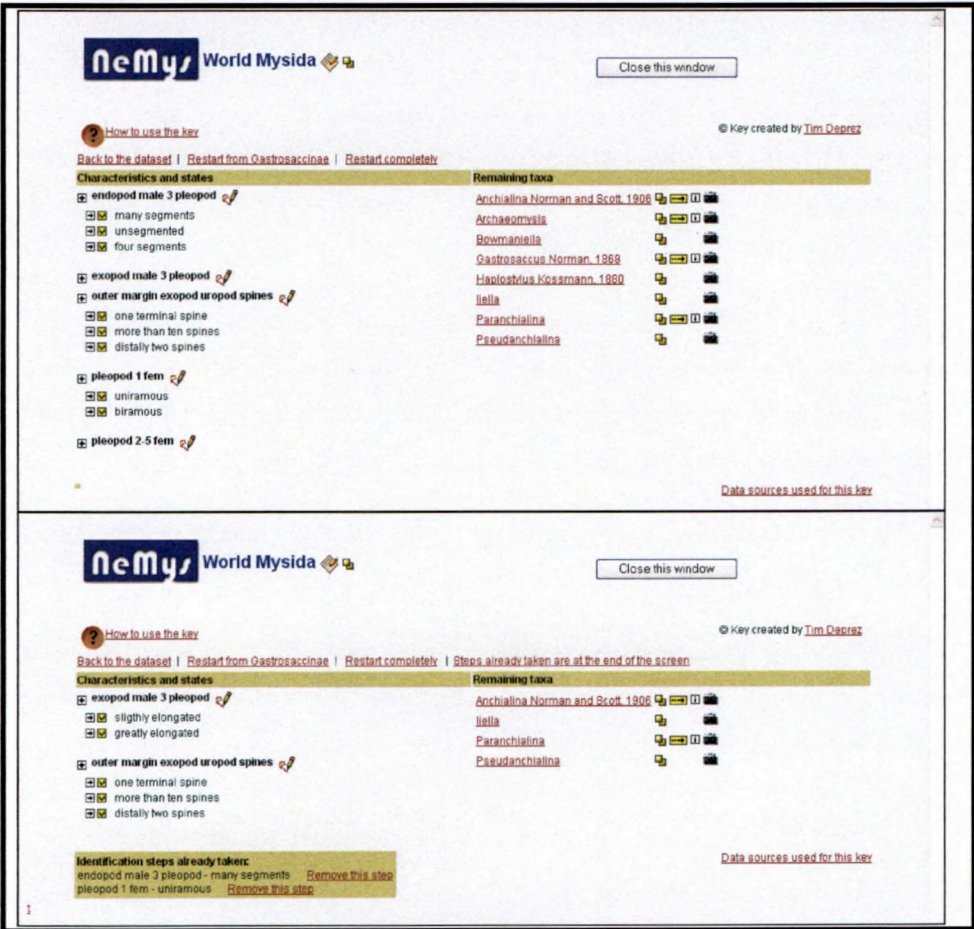 NeMys World Mysida
Close this window
? How to use the key
© Key created by Tim Deprez
Back to the dataset | Restart from Gastrosaccinae | Restart completely
Characteristics and states
endopod male 3 pleopod
many segments
unsegmented
four segments
exopod male 3 pleopod
outer margin exopod uropod spines
one terminal spine
more than ten spines
distally two spines
pleopod 1 fem
uniramous
biramous
pleopod 2-5 fem
Remaining taxa
Anchialina Norman and Scott, 1906
Archaeomysis
Bowmaniella
Gastrosaccus Norman, 1868
Haplostylus Kossmann, 1880
Iiella
Paranchialina
Pseudanchialina
Data sources used for this key
NeMys World Mysida
Close this window
? How to use the key
© Key created by Tim Deprez
Back to the dataset | Restart from Gastrosaccinae | Restart completely | Steps already taken are at the end of the screen
Characteristics and states
exopod male 3 pleopod
sligthly elongated
greatly elongated
outer margin exopod uropod spines
one terminal spine
more than ten spines
distally two spines
Remaining taxa
Anchialina Norman and Scott, 1906
Iiella
Paranchialina
Pseudanchialina
Identification steps already taken:
endopod male 3 pleopod - many segments Remove this step
pleopod 1 fem - uniramous Remove this step
Data sources used for this key